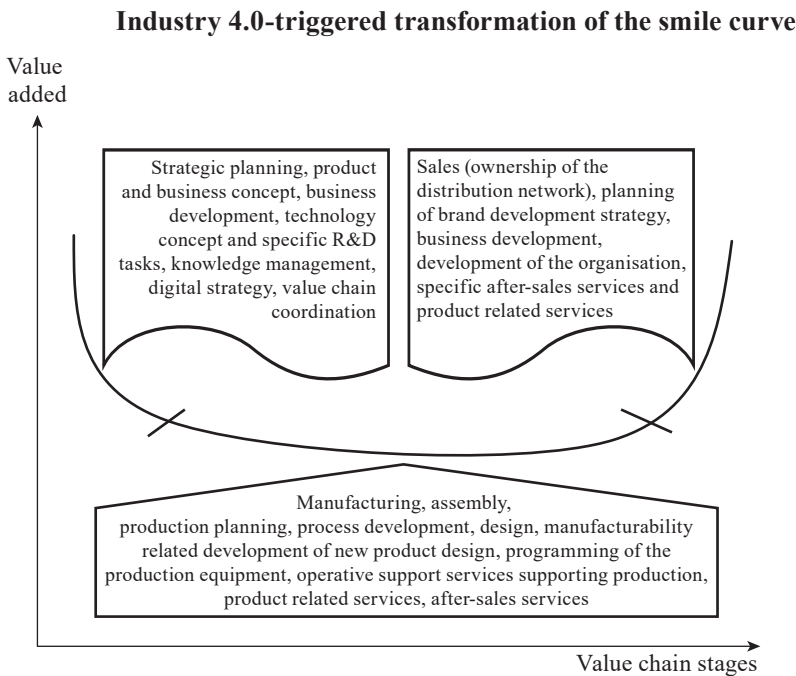 Industry 4.0-triggered transformation of the smile curve
Value
added
Strategic planning, product
and business concept, business
development, technology
concept and specific R&D
tasks, knowledge management,
digital strategy, value chain
coordination
Sales (ownership of the
distribution network), planning
of brand development strategy,
business development,
development of the organisation,
specific after-sales services and
product related services
Manufacturing, assembly,
production planning, process development, design, manufacturability
related development of new product design, programming of the
production equipment, operative support services supporting production,
product related services, after-sales services
Value chain stages